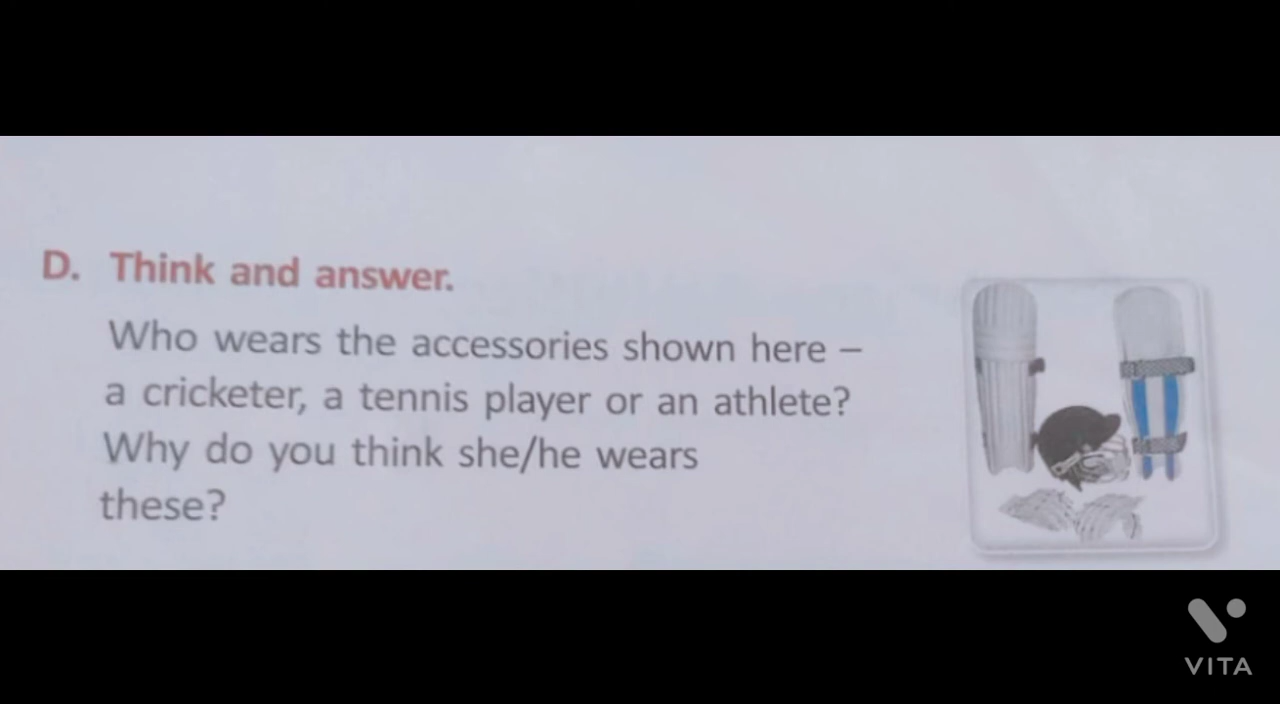 D. Think and answer.
Who wears the accessories shown here –
a cricketer, a tennis player or an athlete?
Why do you think she/he wears
these?
VITA